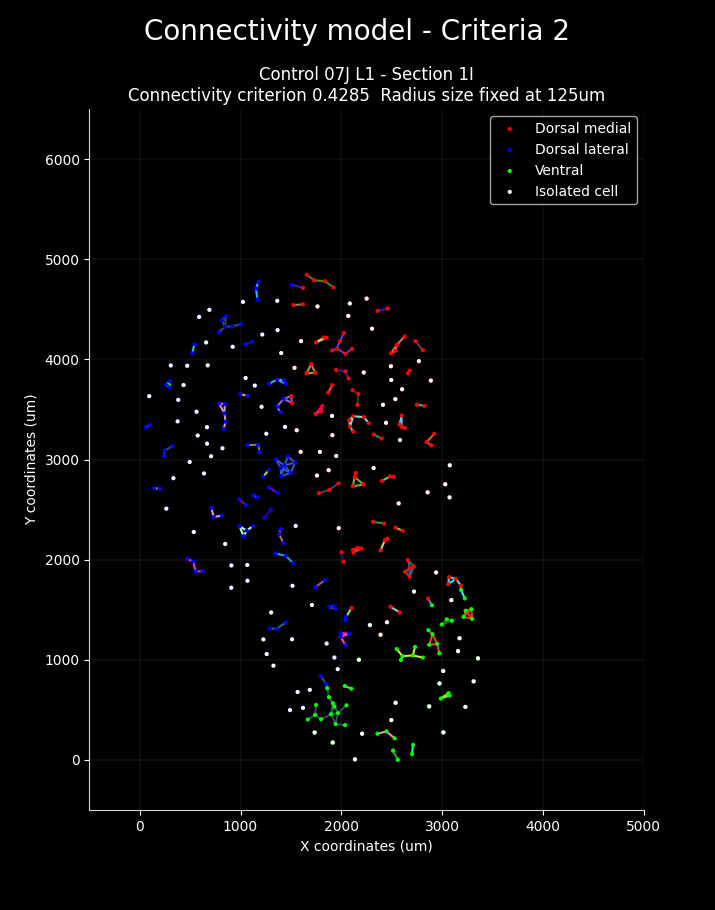 Connectivity model - Criteria 2
Control 07J L1 - Section 1I
Connectivity criterion 0.4285  Radius size fixed at 125um
Dorsal medial
Dorsal lateral
Ventral
Isolated cell
6000
5000
4000
3000
2000
1000
0
Y coordinates (um)
0 1000 2000 3000 4000 5000
X coordinates (um)